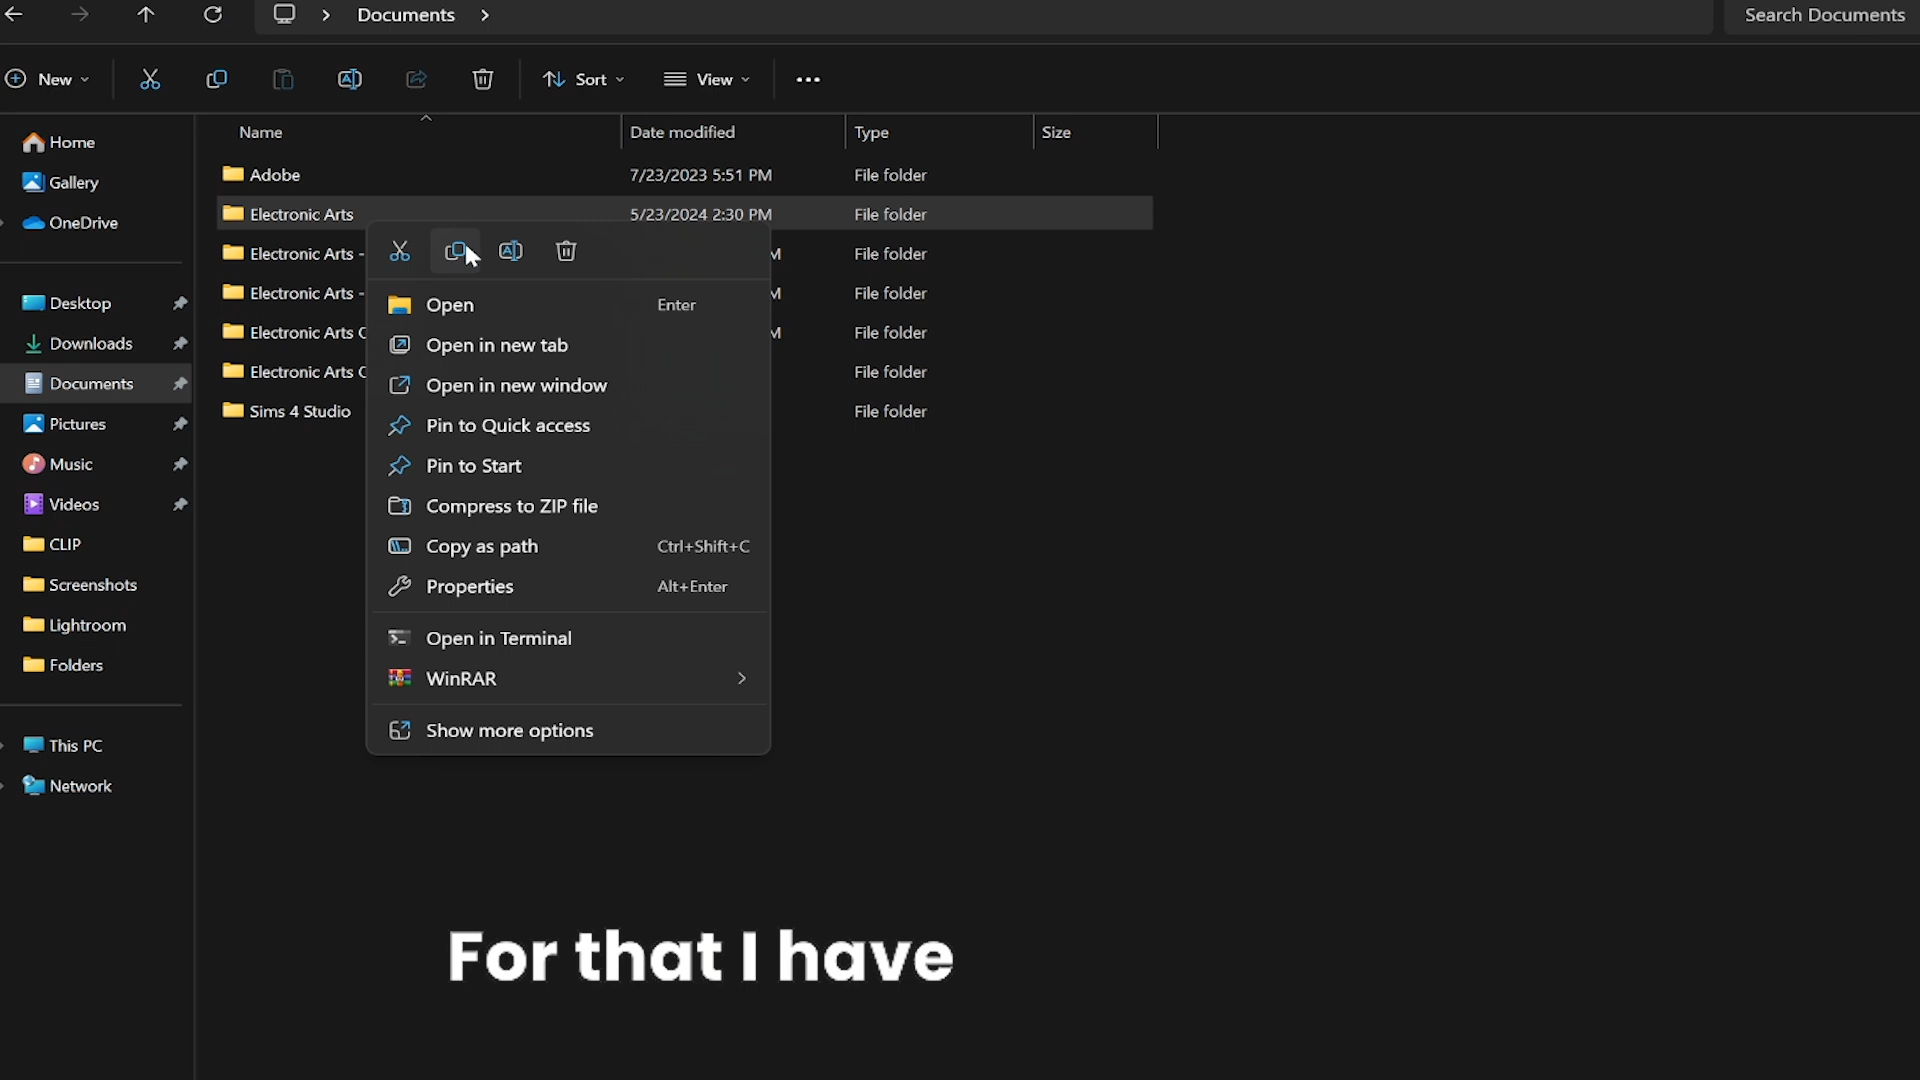 Documents
Search Documents
New
Sort
View
Name
Date modified
Type
Size
Home
Gallery
OneDrive
Desktop
Downloads
Documents
Pictures
Music
Videos
CLIP
Screenshots
Lightroom
Folders
This PC
Network
Adobe 7/23/2023 5:51 PM File folder
Electronic Arts 5/23/2024 2:30 PM File folder
Electronic Arts - M File folder
Electronic Arts - M File folder
Electronic Arts C M File folder
Electronic Arts C File folder
Sims 4 Studio File folder
Open Enter
Open in new tab
Open in new window
Pin to Quick access
Pin to Start
Compress to ZIP file
Copy as path Ctrl+Shift+C
Properties Alt+Enter
Open in Terminal
WinRAR
Show more options
For that I have